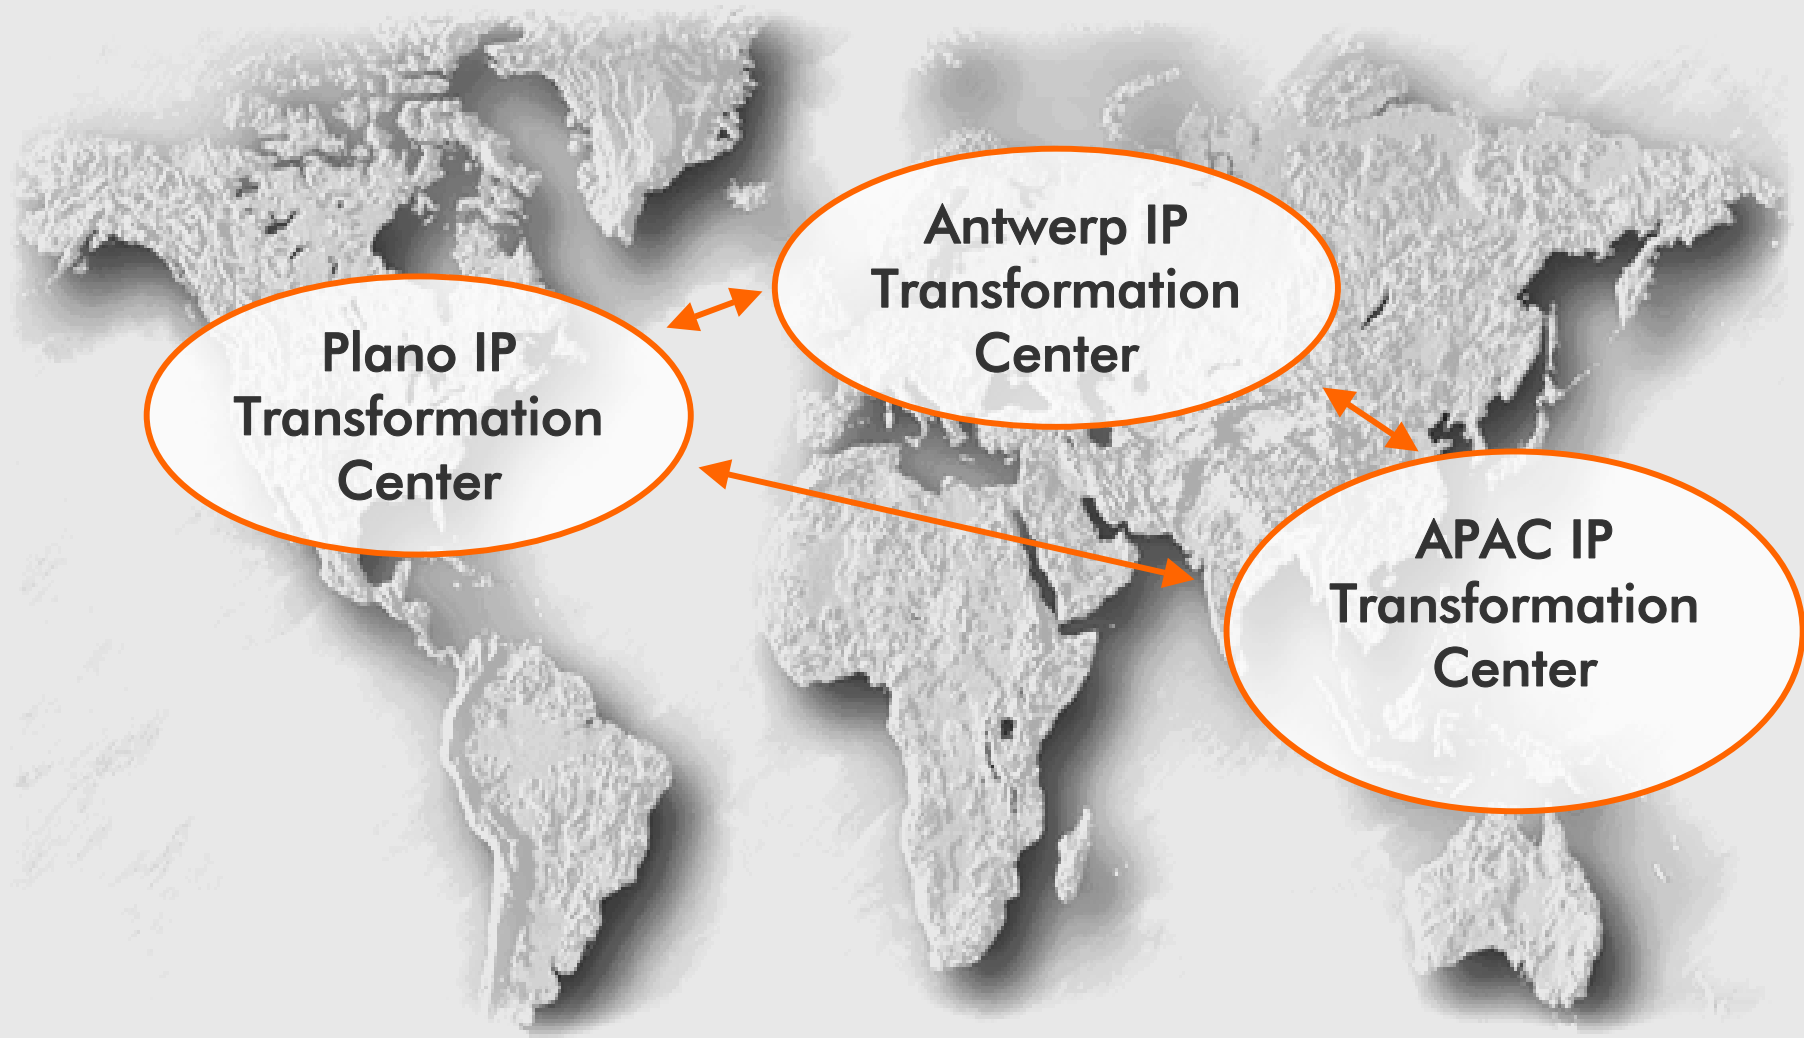 Antwerp IP
Transformation
Center
Plano IP
Transformation
Center
APAC IP
Transformation
Center